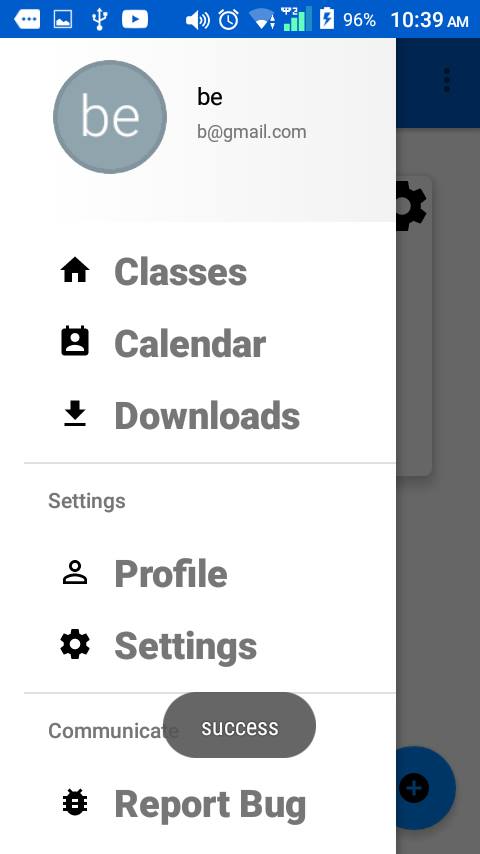 96% 10:39 AM
be
be
b@gmail.com
Classes
Calendar
Downloads
Settings
Profile
Settings
Communicate
success
Report Bug